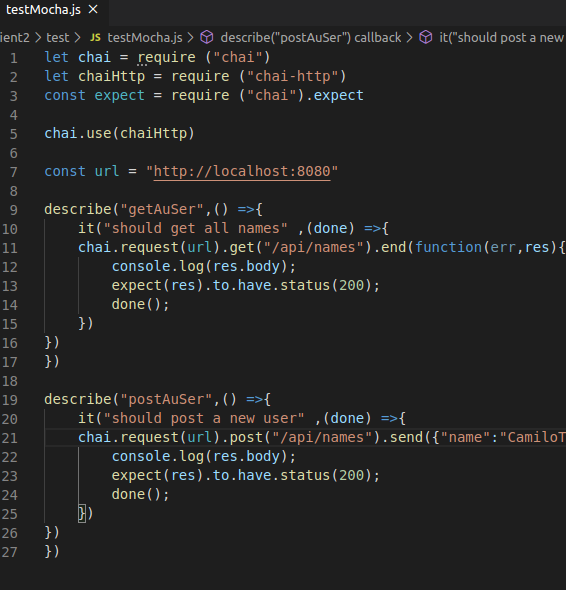 testMocha.js ×
ient2 > test > JS testMocha.js > describe("postAuSer") callback > it("should post a new
1 let chai = require ("chai")
2 let chaiHttp = require ("chai-http")
3 const expect = require ("chai").expect
4
5 chai.use(chaiHttp)
6
7 const url = "http://localhost:8080"
8
9 describe("getAuSer",() =>{
10 it("should get all names" ,(done) =>{
11 chai.request(url).get("/api/names").end(function(err,res){
12 console.log(res.body);
13 expect(res).to.have.status(200);
14 done();
15 })
16 })
17 })
18
19 describe("postAuSer",() =>{
20 it("should post a new user" ,(done) =>{
21 chai.request(url).post("/api/names").send({"name":"CamiloT
22 console.log(res.body);
23 expect(res).to.have.status(200);
24 done();
25 })
26 })
27 })